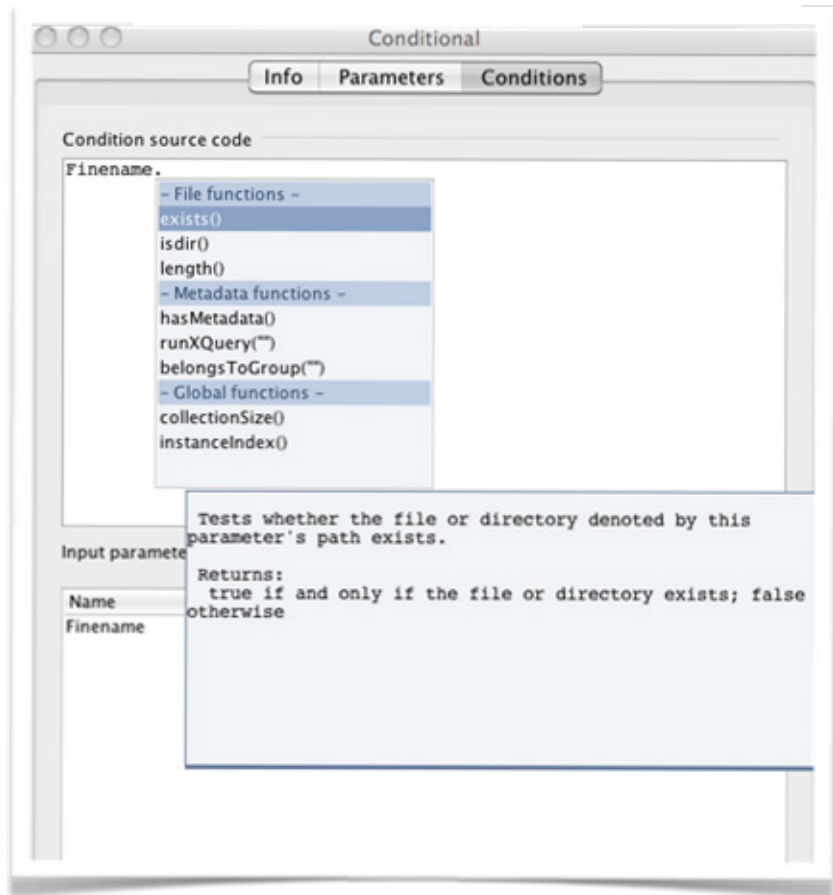 Conditional
Info Parameters Conditions
Condition source code
Finename.
- File functions -
exists()
isdir()
length()
- Metadata functions -
hasMetadata()
runXQuery("")
belongsToGroup("")
- Global functions -
collectionSize()
instanceIndex()
Tests whether the file or directory denoted by this
parameter's path exists.
Returns:
true if and only if the file or directory exists; false
otherwise
Input paramete
Name
Finename